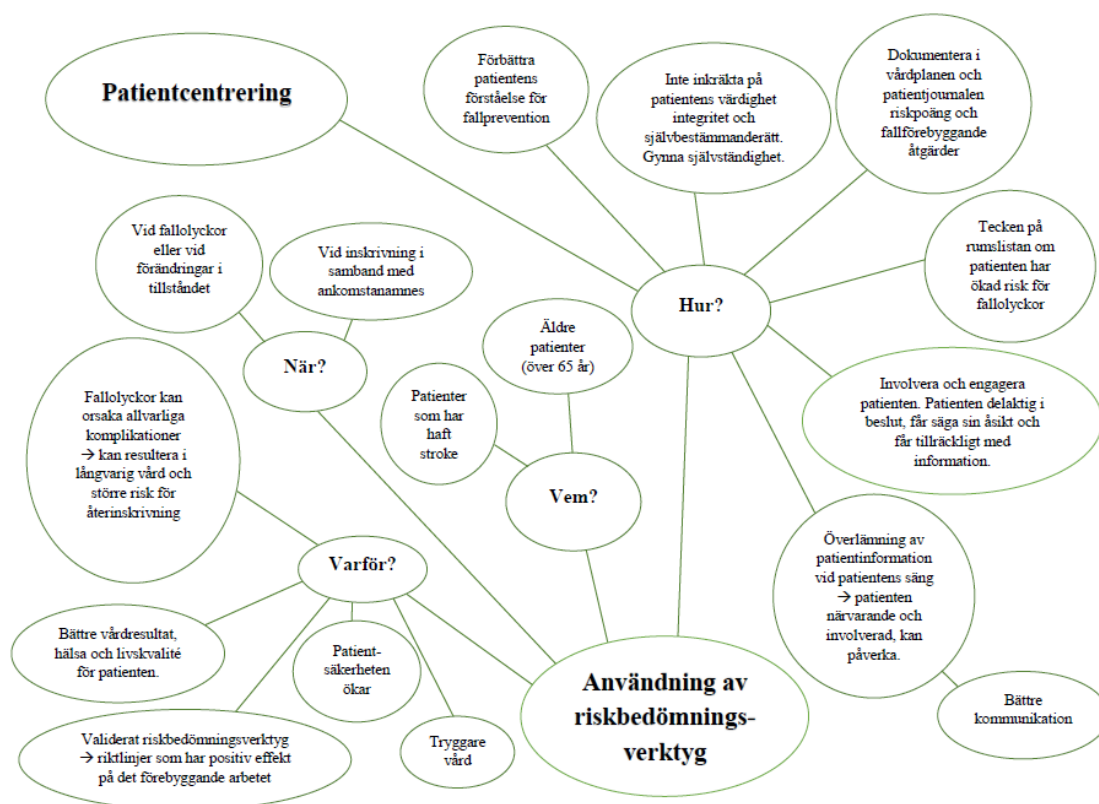 Patientcentrering
Förbättra
patientens
förståelse för
fallprevention
Inte inkräkta på
patientens värdighet
integritet och
självbestämmanderätt.
Gynna självständighet.
Dokumentera i
vårdplanen och
patientjournalen
riskpoäng och
fallförebyggande
åtgärder
Vid fallolyckor
eller vid
förändringar i
tillståndet
Vid inskrivning i
samband med
ankomstanamnes
Tecken på
rumslistan om
patienten har
ökad risk för
fallolyckor
Hur?
Äldre
patienter
(över 65 år)
När?
Fallolyckor kan
orsaka allvarliga
komplikationer
→ kan resultera i
långvarig vård och
större risk för
återinskrivning
Patienter
som har
haft
stroke
Involvera och engagera
patienten. Patienten delaktig i
beslut, får säga sin åsikt och
får tillräckligt med
information.
Vem?
Varför?
Överlämning av
patientinformation
vid patientens säng
→ patienten
närvarande och
involverad, kan
påverka.
Bättre vårdresultat,
hälsa och livskvalité
för patienten.
Patient-
säkerheten
ökar
Användning av
riskbedömnings-
verktyg
Bättre
kommunikation
Validerat riskbedömningsverktyg
→ riktlinjer som har positiv effekt
på det förebyggande arbetet
Tryggare
vård